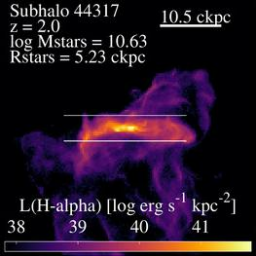 Subhalo 44317
10.5 ckpc
z = 2.0
log Mstars = 10.63
Rstars = 5.23 ckpc
L(H-alpha) [log erg s⁻¹ kpc⁻²]
38 39 40 41